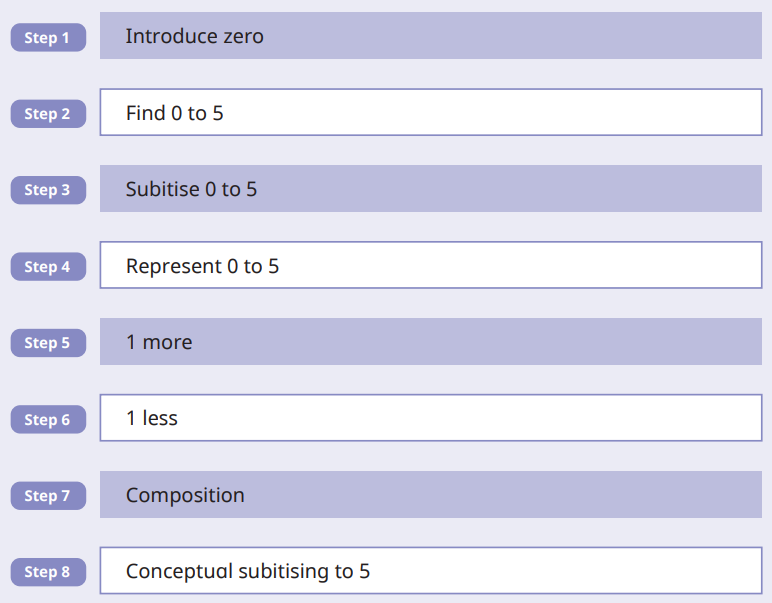 Step 1 Introduce zero
Step 2 Find 0 to 5
Step 3 Subitise 0 to 5
Step 4 Represent 0 to 5
Step 5 1 more
Step 6 1 less
Step 7 Composition
Step 8 Conceptual subitising to 5